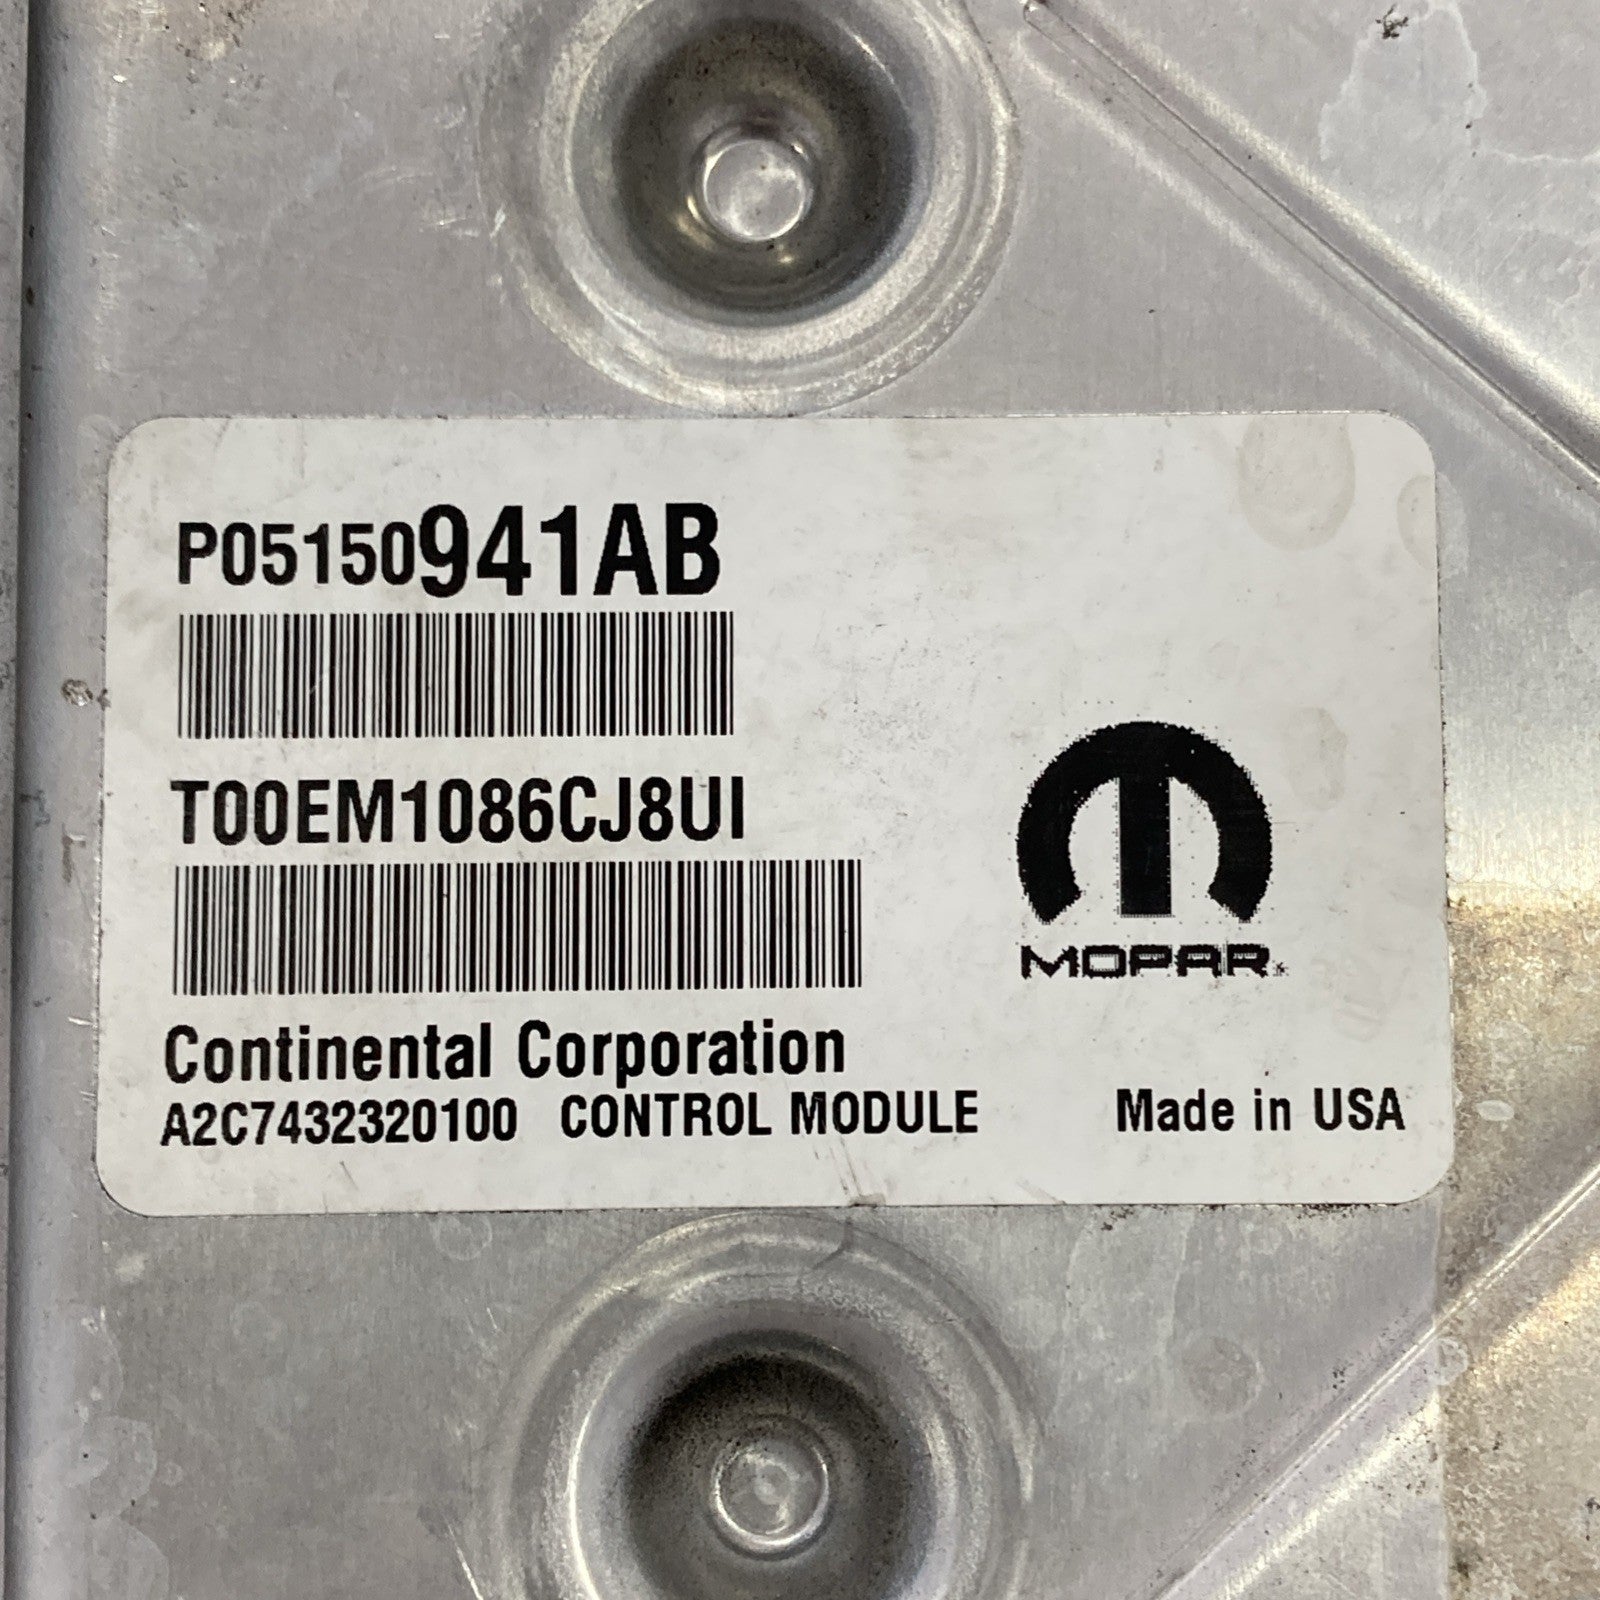 P05150941AB
T00EM1086CJ8UI
MOPAR
Continental Corporation
A2C7432320100 CONTROL MODULE Made in USA